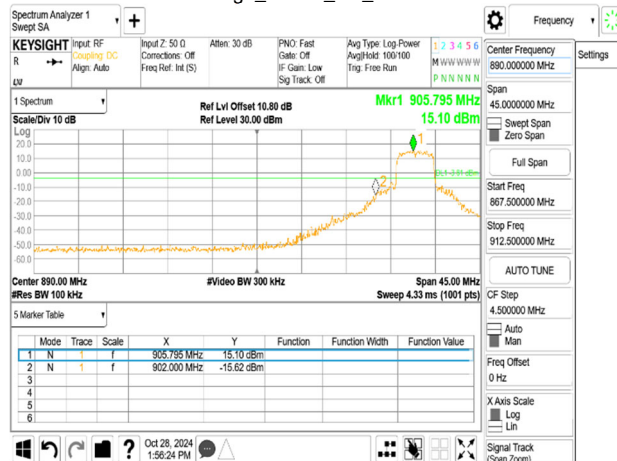 Spectrum Analyzer 1
Swept SA
Frequency
Settings
KEYSIGHT
R
LXI
Input: RF
Coupling: DC
Align: Auto
Input Z: 50 Ω
Corrections: Off
Freq Ref: Int (S)
Atten: 30 dB
PNO: Fast
Gate: Off
IF Gain: Low
Sig Track: Off
Avg Type: Log-Power
Avg|Hold: 100/100
Trig: Free Run
1 2 3 4 5 6
M W W W W W
P N N N N N
1 Spectrum
Scale/Div 10 dB
Log
Ref Lvl Offset 10.80 dB
Ref Level 30.00 dBm
Mkr1 905.795 MHz
15.10 dBm
20.0
10.0
0.00
-10.0
-20.0
-30.0
-40.0
-50.0
-60.0
1
2
Center 890.00 MHz
#Res BW 100 kHz
#Video BW 300 kHz
Span 45.00 MHz
Sweep 4.33 ms (1001 pts)
5 Marker Table
Mode Trace Scale X Y Function Function Width Function Value
1 N 1 f 905.795 MHz 15.10 dBm
2 N 1 f 902.000 MHz -15.62 dBm
3
4
5
6
Oct 28, 2024
1:56:24 PM
Center Frequency
890.000000 MHz
Span
45.0000000 MHz
Swept Span
Zero Span
Full Span
Start Freq
867.500000 MHz
Stop Freq
912.500000 MHz
AUTO TUNE
CF Step
4.500000 MHz
Auto
Man
Freq Offset
0 Hz
X Axis Scale
Log
Lin
Signal Track
(Span Zoom)